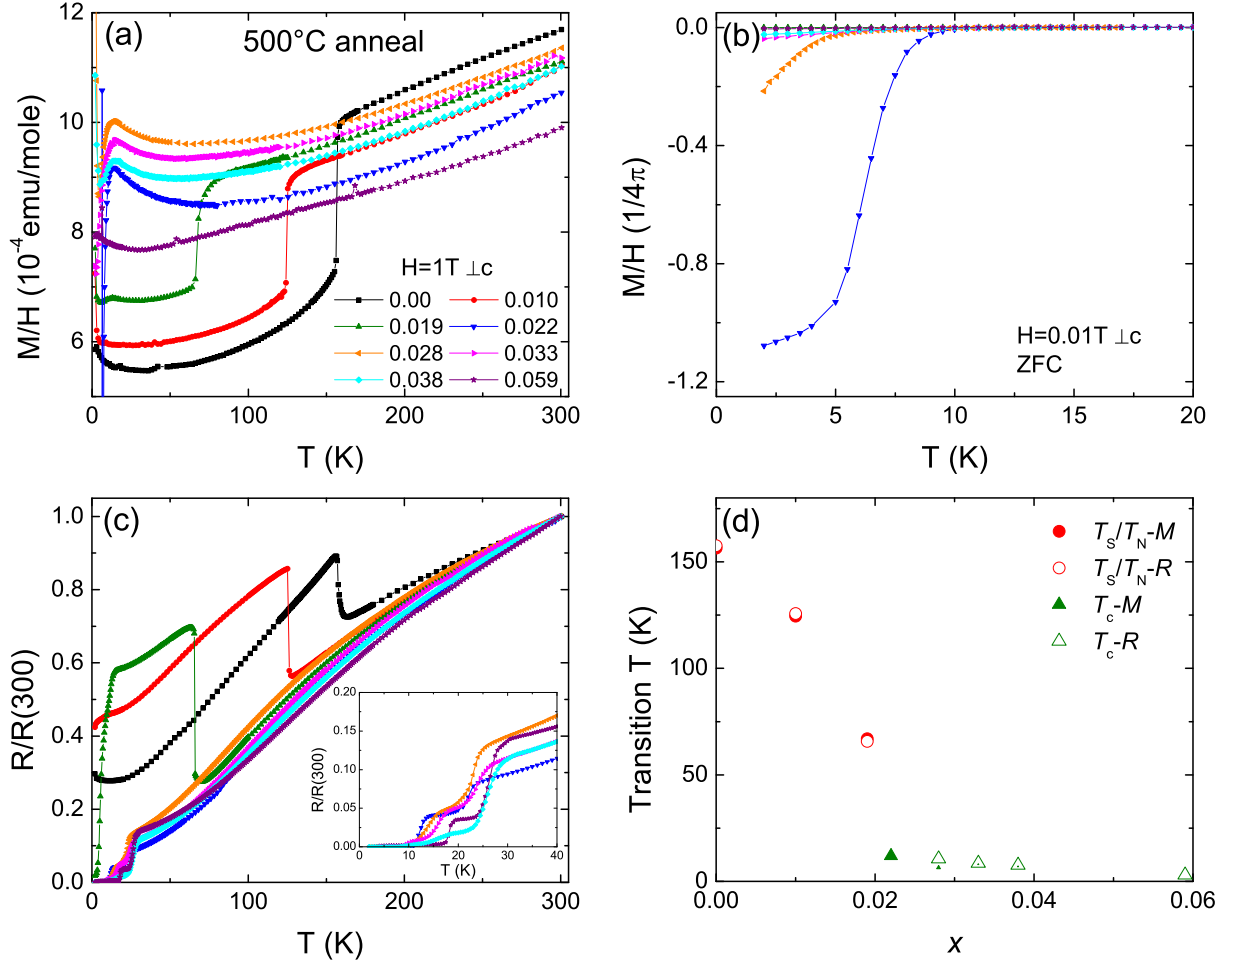 (a)
500°C anneal
12
10
8
6
M/H (10⁻⁴emu/mole)
H=1T ⊥c
0.00 0.010
0.019 0.022
0.028 0.033
0.038 0.059
0 100 200 300
T (K)
(b)
0.0
-0.4
-0.8
-1.2
M/H (1/4π)
H=0.01T ⊥c
ZFC
0 5 10 15 20
T (K)
(c)
1.0
0.8
0.6
0.4
0.2
0.0
R/R(300)
0.20
0.15
0.10
0.05
0.00
R/R(300)
0 10 20 30 40
T (K)
0 100 200 300
T (K)
(d)
150
100
50
0
Transition T (K)
T_S/T_N-M
T_S/T_N-R
T_c-M
T_c-R
0.00 0.02 0.04 0.06
x